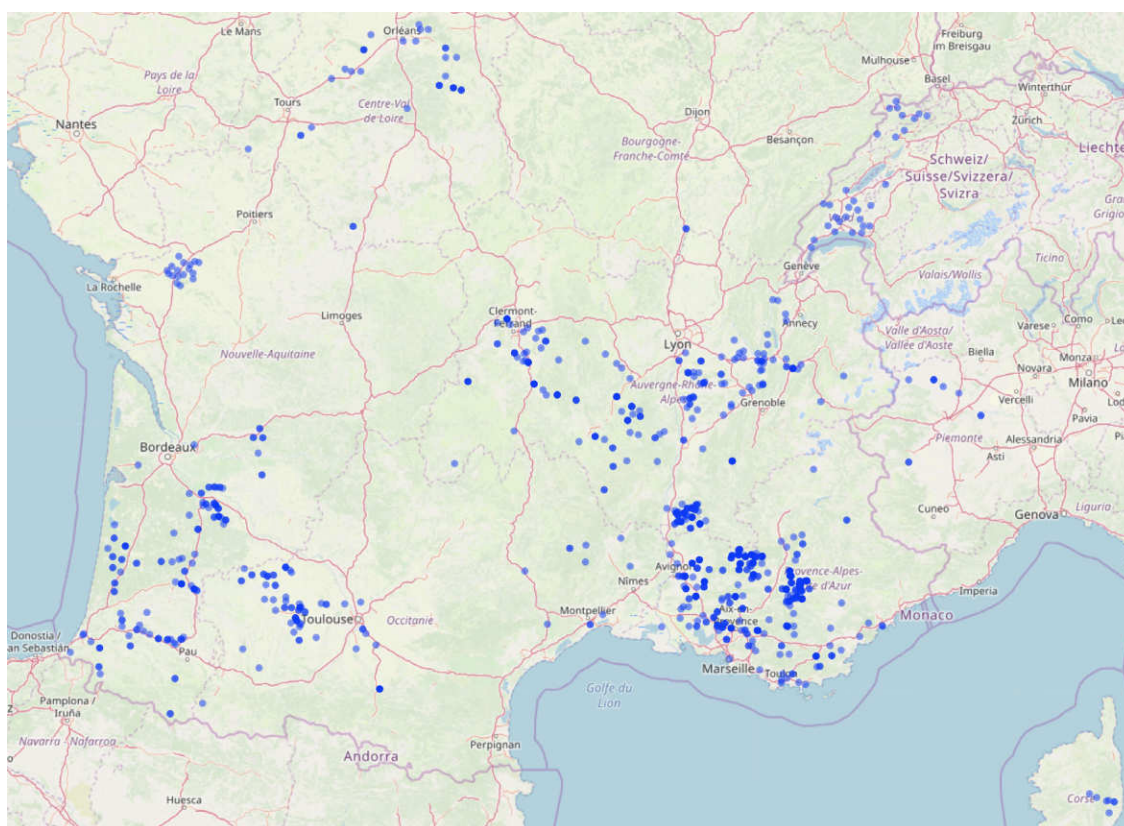 Le Mans
Orléans
Freiburg
im Breisgau
Mulhouse
Basel
Winterthur
Pays de la
Loire
Tours
Centre-Val
de Loire
Dijon
Besançon
Zürich
Nantes
Bourgogne-
Franche-Comté
Liechte
Schweiz/
Suisse/Svizzera/
Svizra
Poitiers
Genève
Valais/Wallis
Ticino
La Rochelle
Limoges
Clermont-
Ferrand
Annecy
Valle d'Aosta/
Vallée d'Aoste
Varese
Como
Lyon
Biella
Monza
Nouvelle-Aquitaine
Novara
Milano
Auvergne-Rhône-
Alpes
Vercelli
Grenoble
Pavia
Bordeaux
Piemonte
Alessandria
Asti
Cuneo
Genova
Liguria
Avignon
Provence-Alpes-
Nîmes
Imperia
Montpellier
Aix-en-
Provence
Monaco
Toulouse
Occitanie
Donostia /
an Sebastián
Pau
Marseille
Toulon
Golfe du
Lion
Pamplona /
Iruña
Navarra - Nafarroa
Perpignan
Andorra
Huesca
Corse